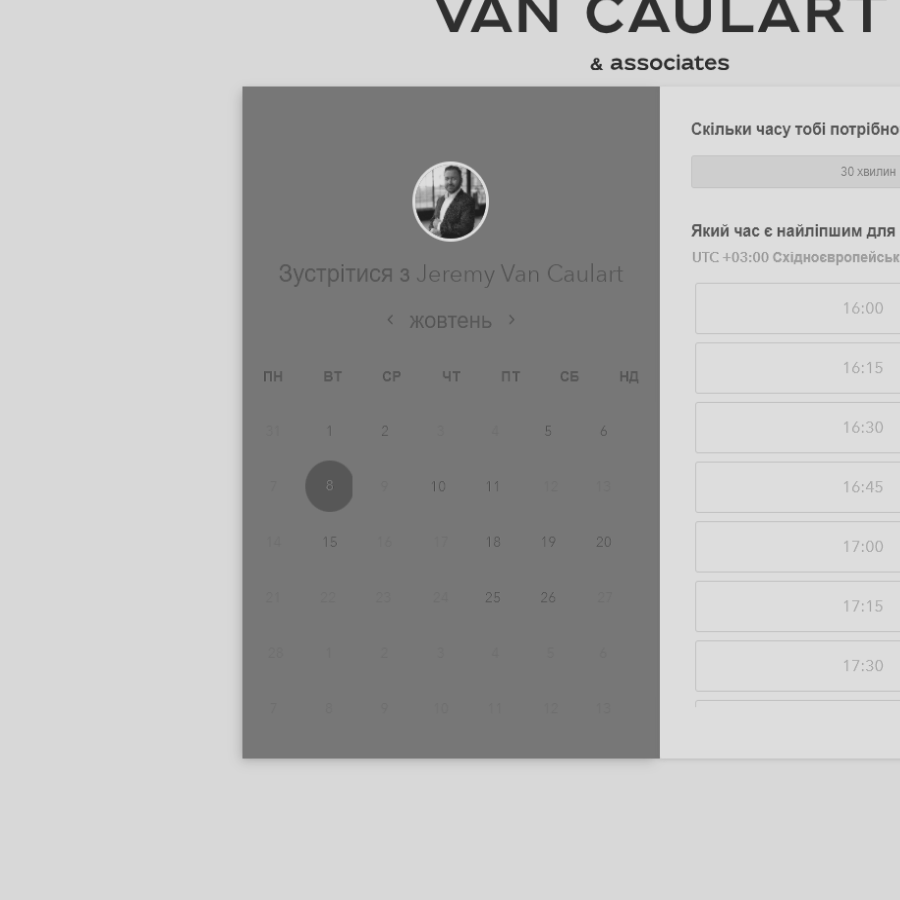 VAN CAULART
& associates
Зустрітися з Jeremy Van Caulart
‹ жовтень ›
ПН ВТ СР ЧТ ПТ СБ НД
31 1 2 3 4 5 6
7 8 9 10 11 12 13
14 15 16 17 18 19 20
21 22 23 24 25 26 27
28 1 2 3 4 5 6
7 8 9 10 11 12 13
Скільки часу тобі потрібно
30 хвилин
Який час є найліпшим для
UTC +03:00 Східноєвропейськ
16:00
16:15
16:30
16:45
17:00
17:15
17:30